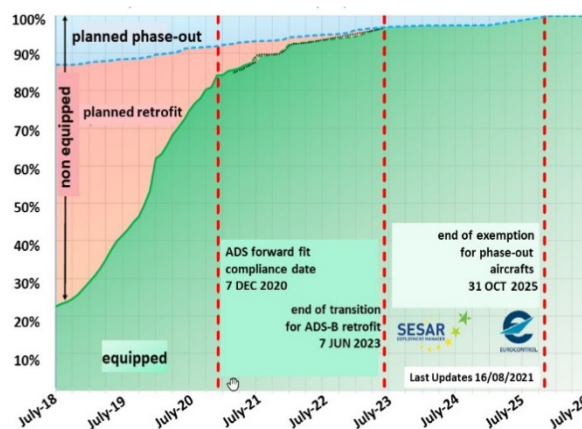 100%
90%
80%
70%
60%
50%
40%
30%
20%
10%
planned phase-out
planned retrofit
non equipped
equipped
ADS forward fit
compliance date
7 DEC 2020
end of transition
for ADS-B retrofit
7 JUN 2023
end of exemption
for phase-out
aircrafts
31 OCT 2025
SESAR
DEPLOYMENT MANAGER
EUROCONTROL
Last Updates 16/08/2021
July-18
July-19
July-20
July-21
July-22
July-23
July-24
July-25